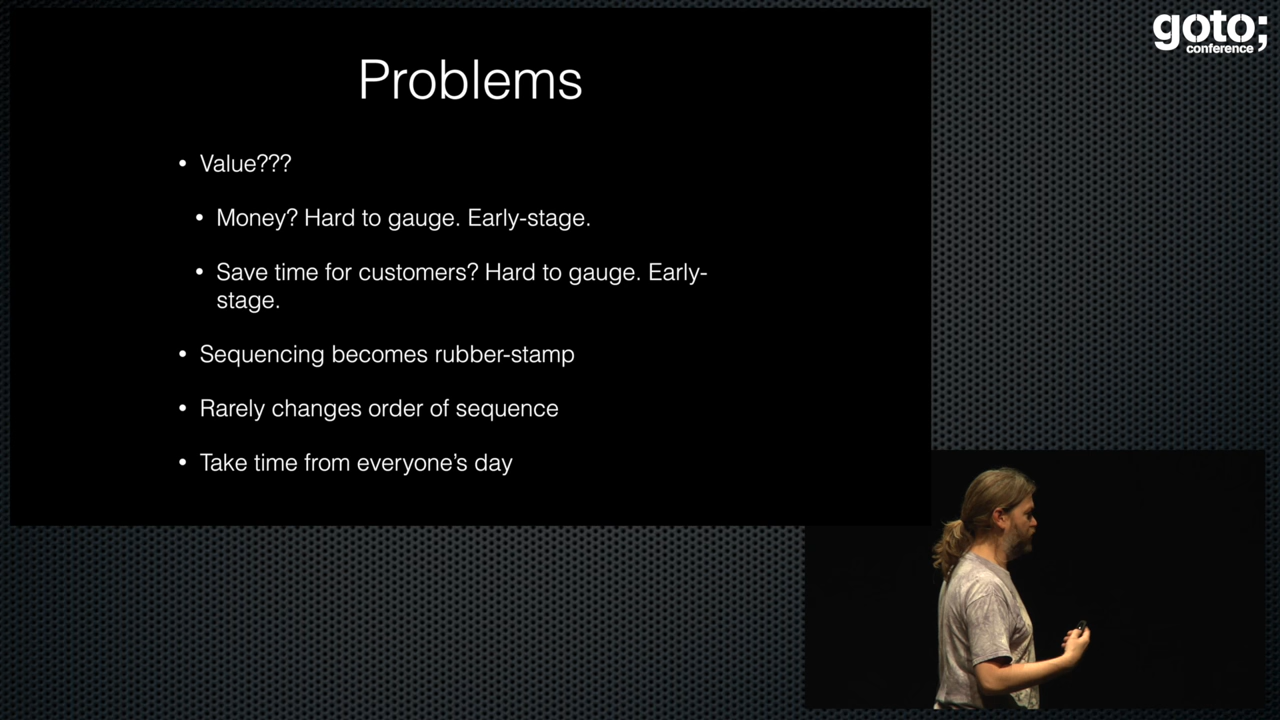 goto;
conference
Problems
• Value???
• Money? Hard to gauge. Early-stage.
• Save time for customers? Hard to gauge. Early-
stage.
• Sequencing becomes rubber-stamp
• Rarely changes order of sequence
• Take time from everyone’s day